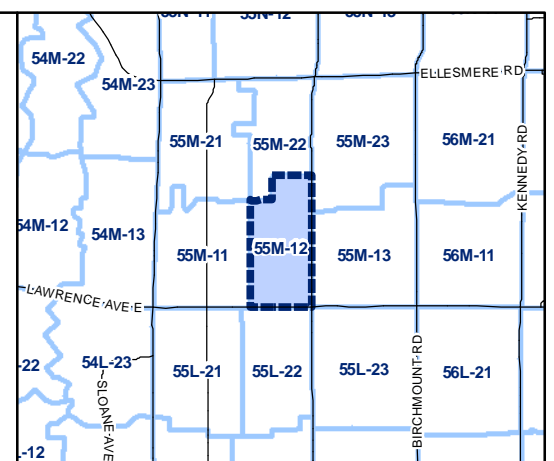 55N-12
54M-22
54M-23
ELLESMERE RD
55M-21
55M-22
55M-23
56M-21
KENNEDY RD
54M-12
54M-13
55M-11
55M-12
55M-13
56M-11
LAWRENCE AVE E
-22
54L-23
55L-21
55L-22
55L-23
56L-21
BIRCHMOUNT RD
SLOANE AVE
-12